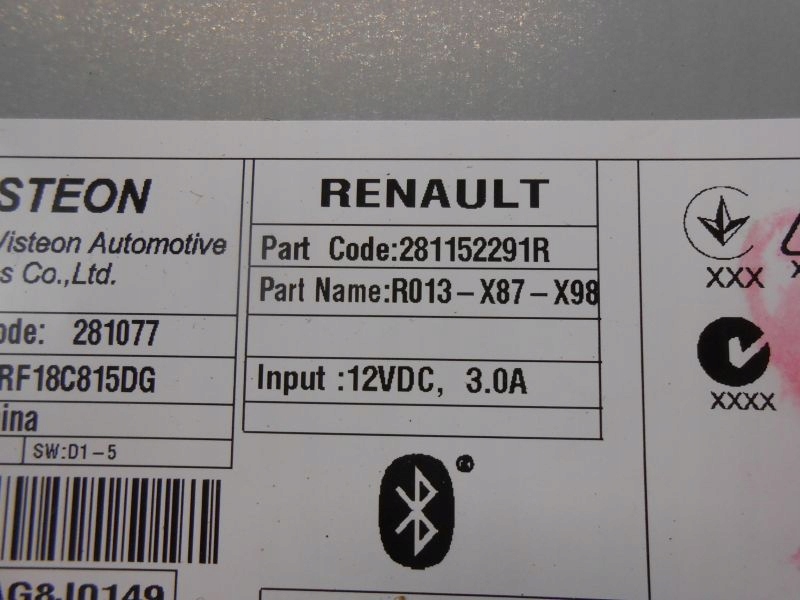 STEON
Visteon Automotive
s Co.,Ltd.
ode: 281077
RF18C815DG
ina
SW:D1-5
AG8J0149
RENAULT
Part Code:281152291R
Part Name:R013-X87-X98
Input :12VDC, 3.0A
®
XXX
XXXX